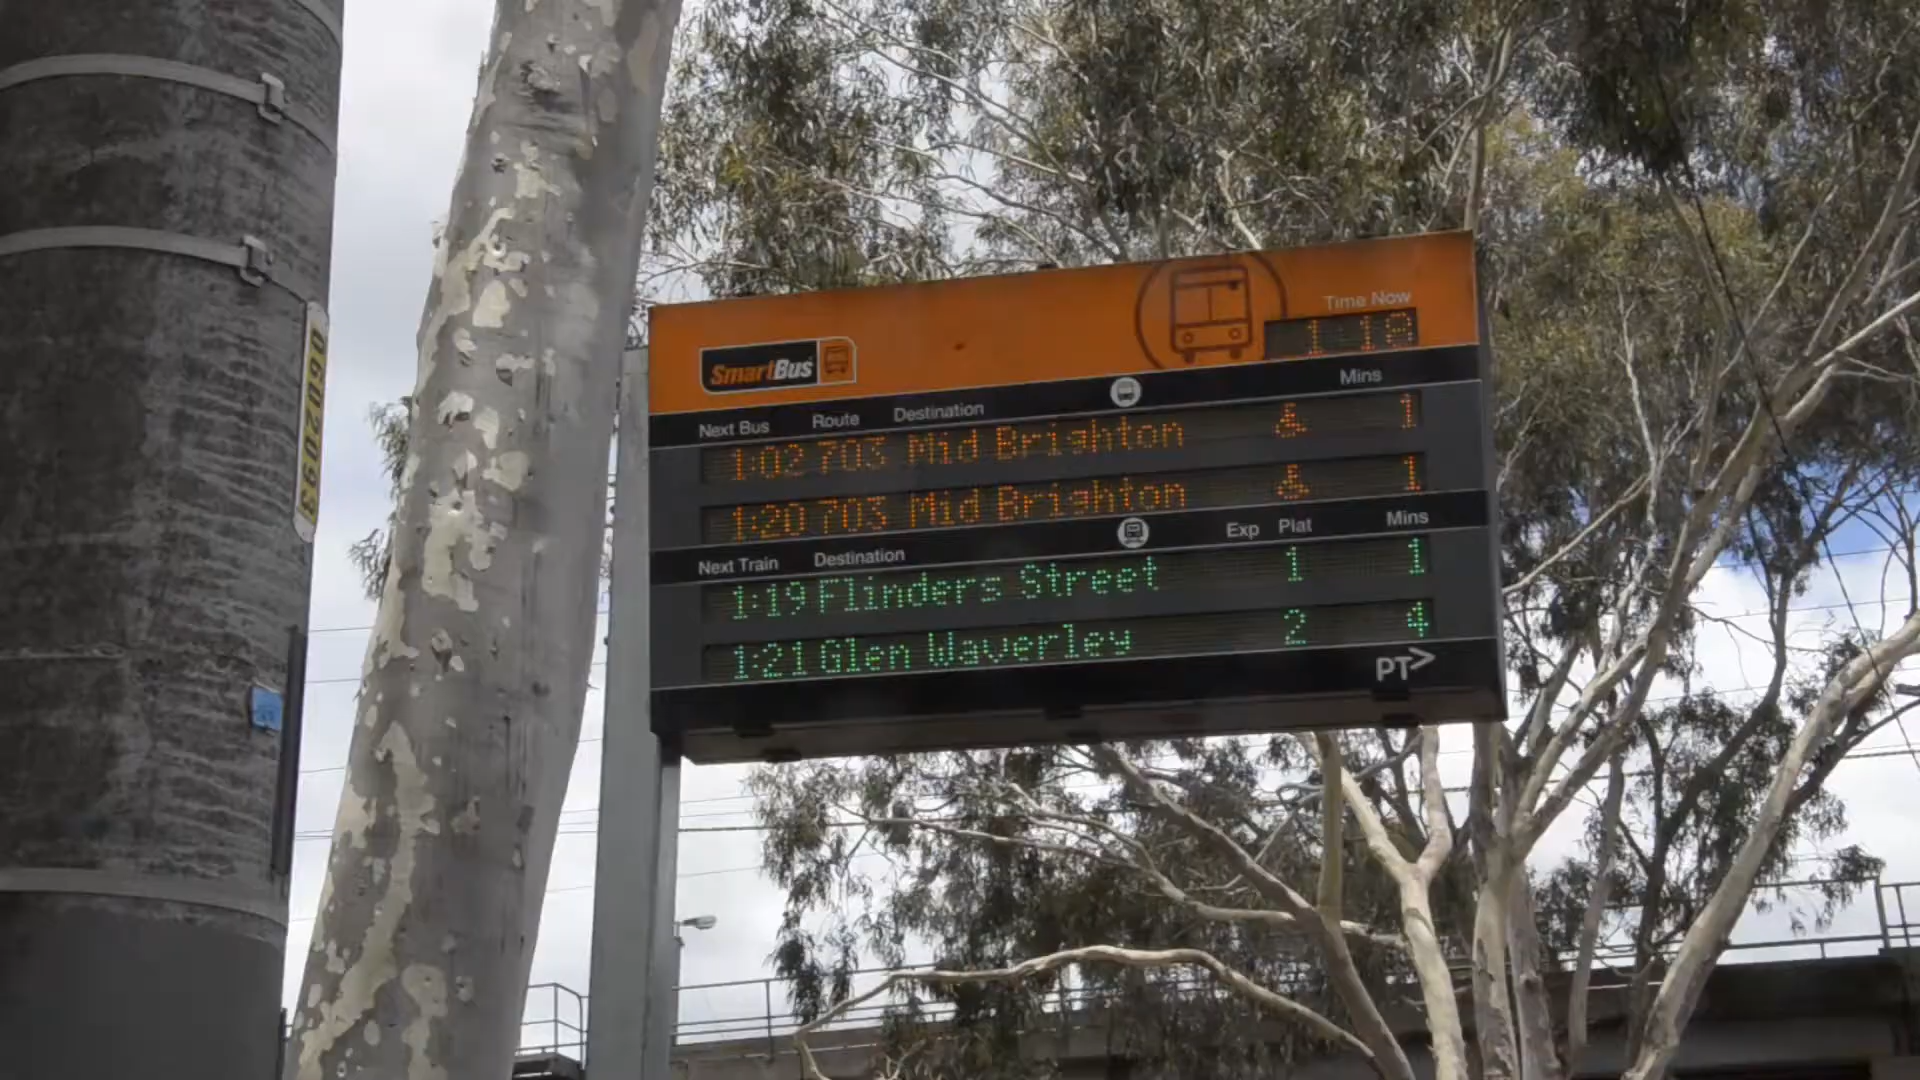 Time Now
1:18
SmartBus
Next Bus Route Destination Mins
1:02 703 Mid Brighton 1
1:20 703 Mid Brighton 1
Next Train Destination Exp Plat Mins
1:19 Flinders Street 1 1
1:21 Glen Waverley 2 4
PT>
0602093